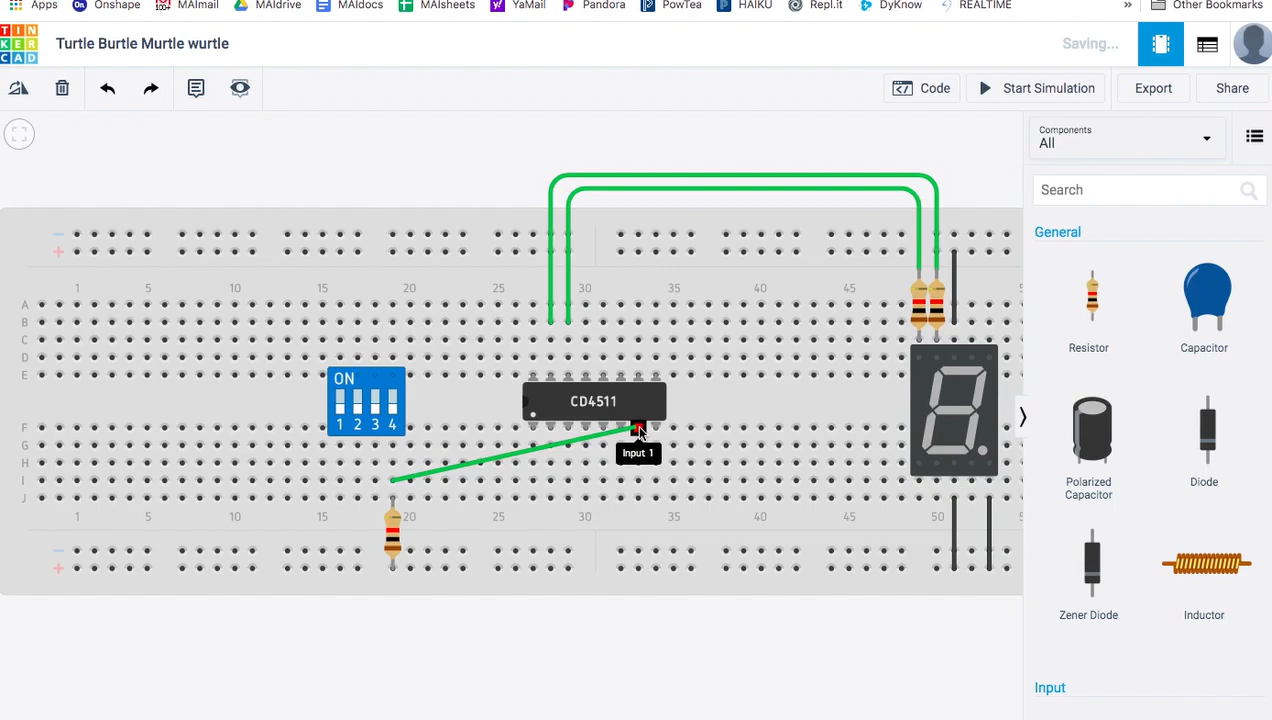 Apps
Onshape
MAImail
MAIdrive
MAIdocs
MAIsheets
YaMail
Pandora
PowTea
HAIKU
Repl.it
DyKnow
REALTIME
»
Other Bookmarks
TIN
KER
CAD
Turtle Burtle Murtle wurtle
Saving...
Code
Start Simulation
Export
Share
Components
All
Search
General
Resistor
Capacitor
Polarized
Capacitor
Diode
Zener Diode
Inductor
Input
1 5 10 15 20 25 30 35 40 45
A
B
C
D
E
ON
1 2 3 4
CD4511
Input 1
F
G
H
I
J
1 5 10 15 20 25 30 35 40 45 50